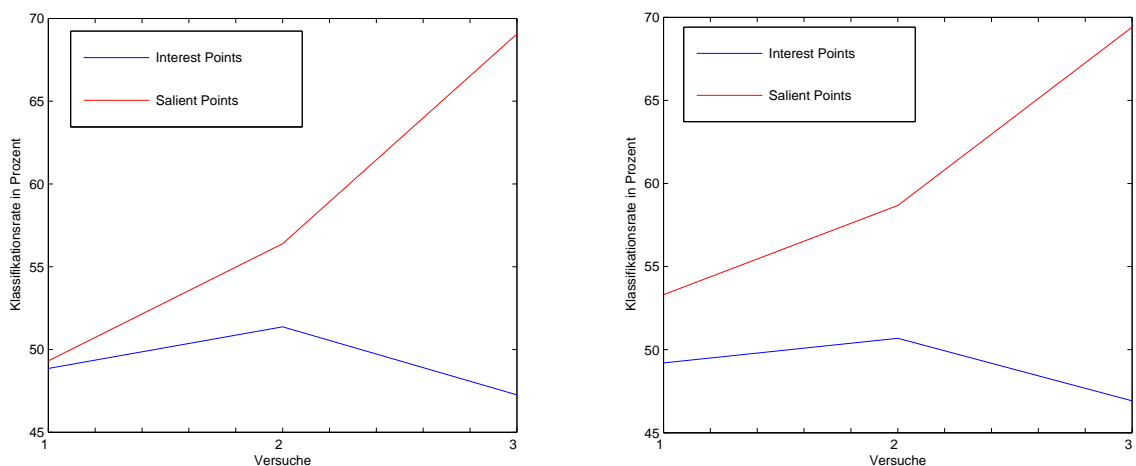 70
65
60
55
50
45
Klassifikationsrate in Prozent
Interest Points
Salient Points
1
2
3
Versuche
70
65
60
55
50
45
Klassifikationsrate in Prozent
Interest Points
Salient Points
1
2
3
Versuche